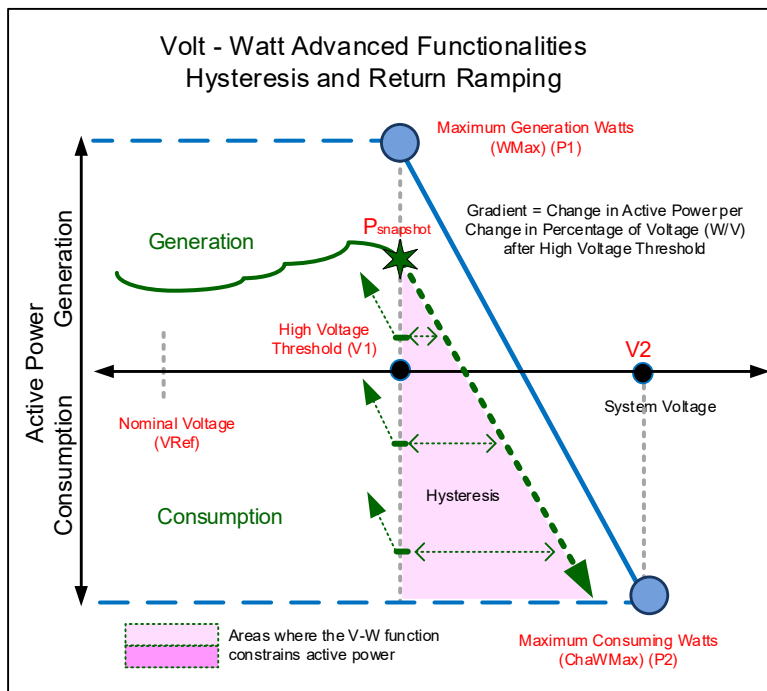 Volt - Watt Advanced Functionalities
Hysteresis and Return Ramping
Maximum Generation Watts
(WMax) (P1)
Psnapshot
Generation
Gradient = Change in Active Power per
Change in Percentage of Voltage (W/V)
after High Voltage Threshold
High Voltage
Threshold (V1)
V2
System Voltage
Nominal Voltage
(VRef)
Active Power
Generation
Consumption
Hysteresis
Consumption
Areas where the V-W function
constrains active power
Maximum Consuming Watts
(ChaWMax) (P2)